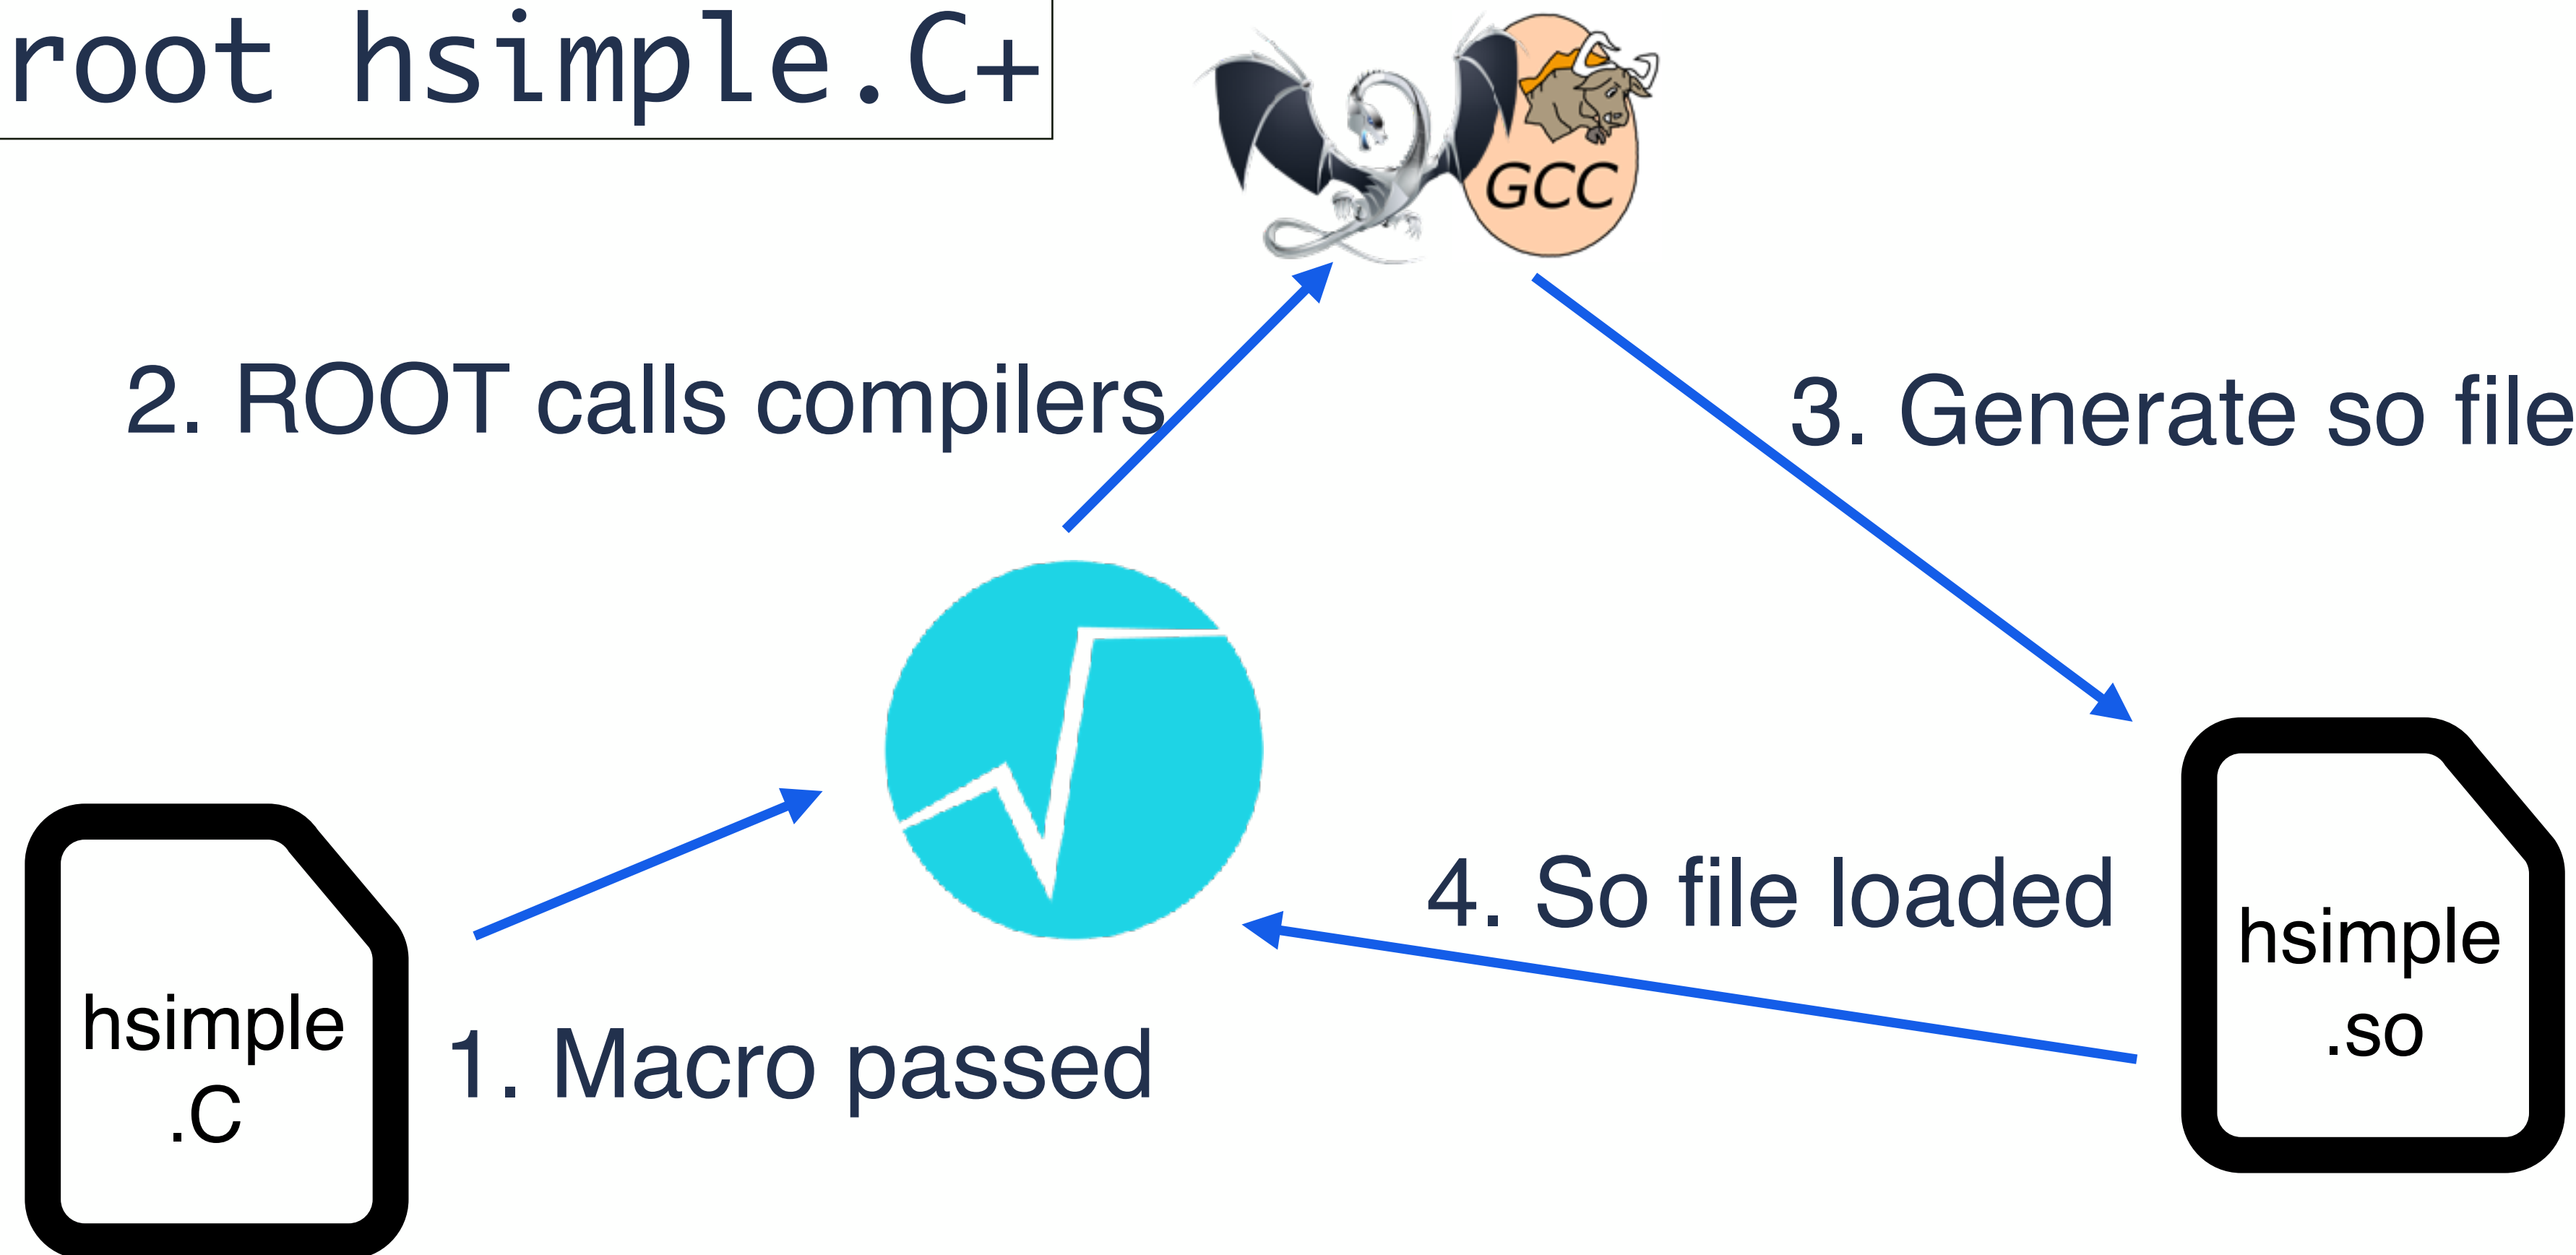 root hsimple.C+
GCC
2. ROOT calls compilers
3. Generate so file
4. So file loaded
hsimple
.so
hsimple
.C
1. Macro passed